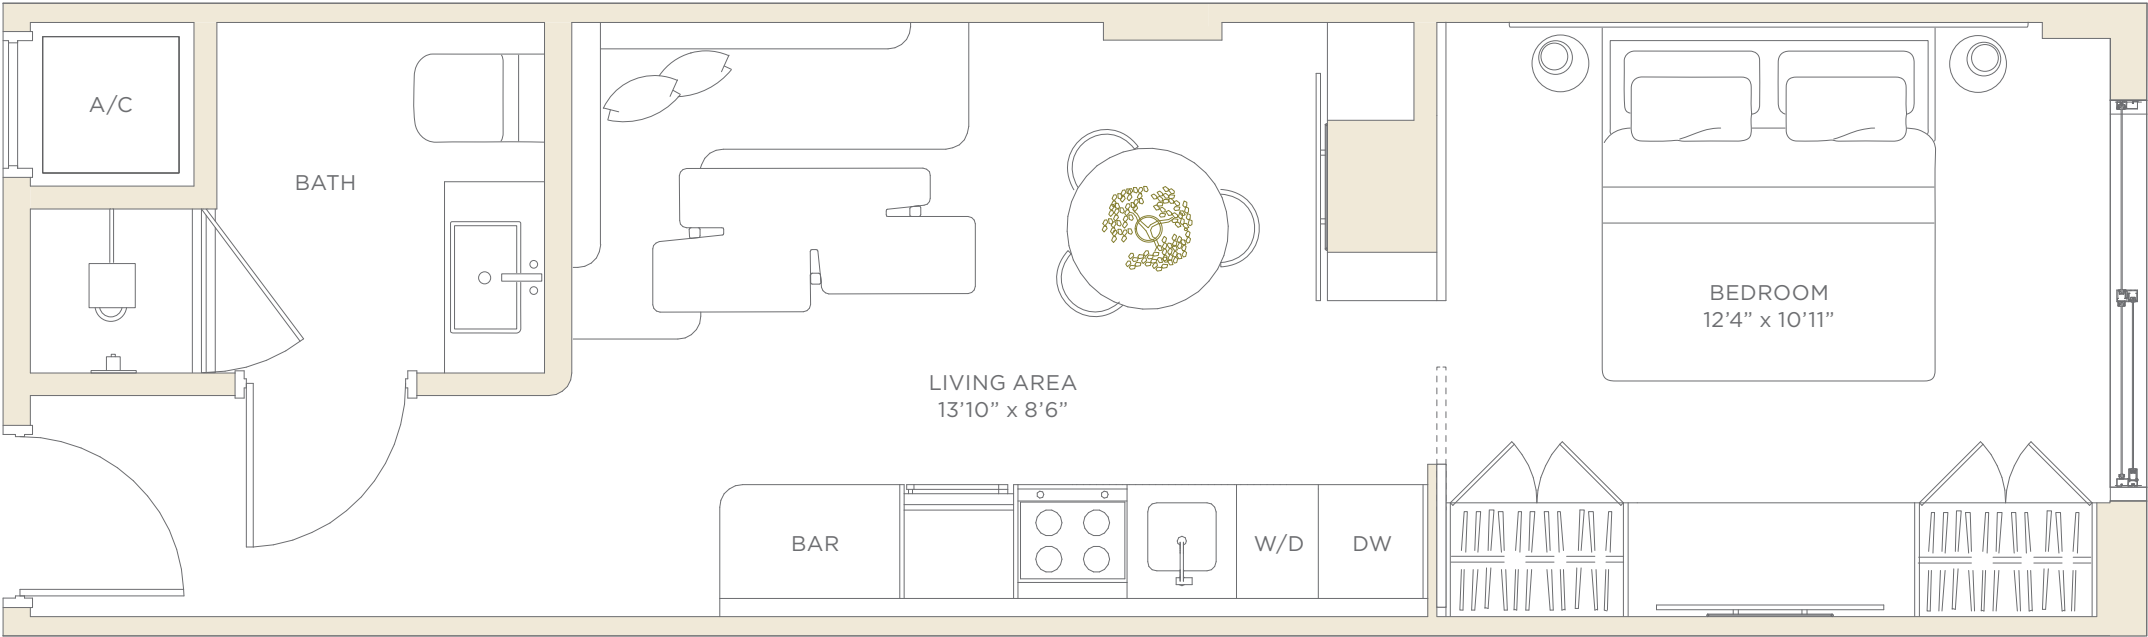 A/C
BATH
BEDROOM
12’4” x 10’11”
LIVING AREA
13’10” x 8’6”
BAR
W/D
DW